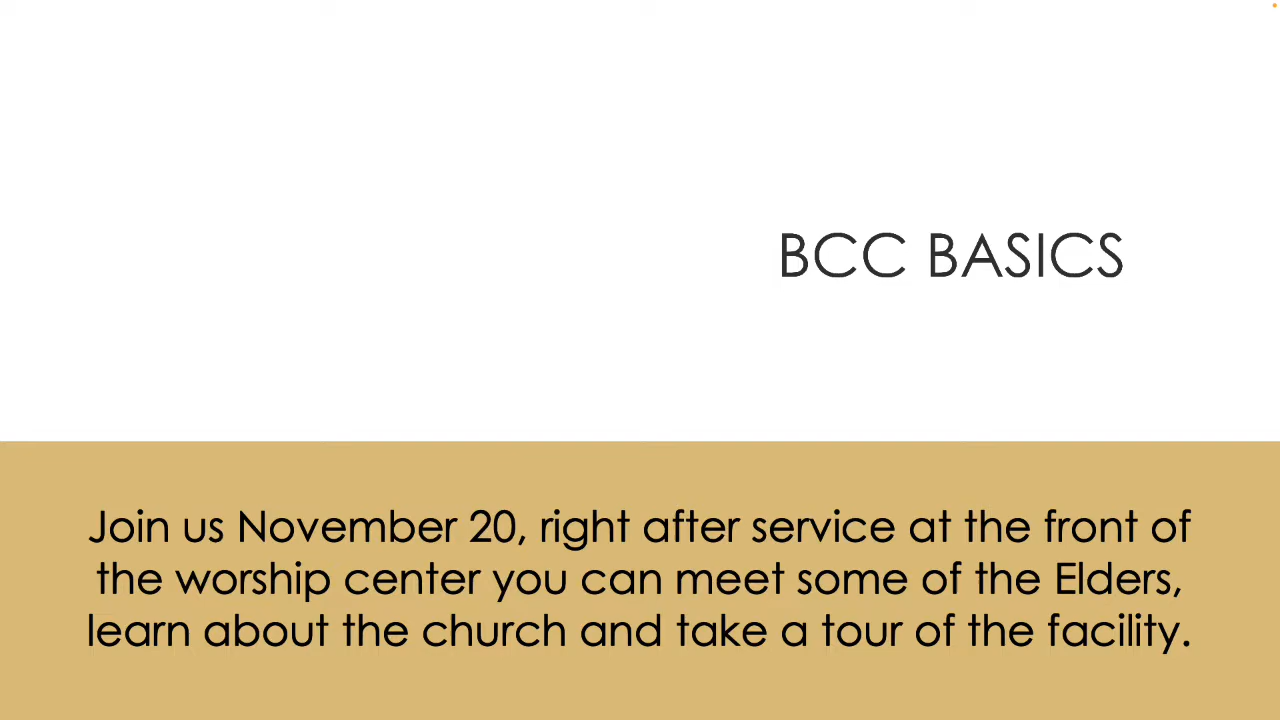 BCC BASICS
Join us November 20, right after service at the front of
the worship center you can meet some of the Elders,
learn about the church and take a tour of the facility.